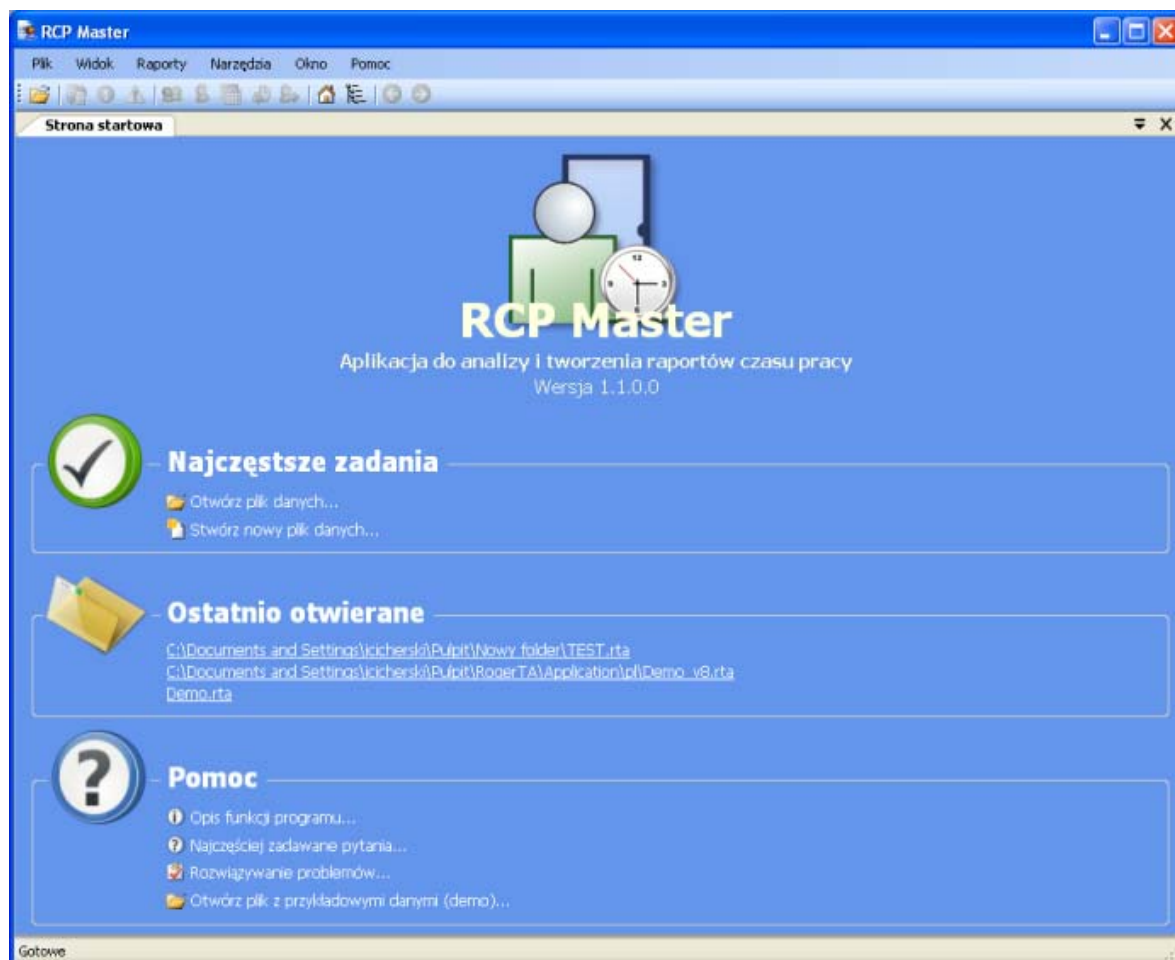 RCP Master
Plik Widok Raporty Narzędzia Okno Pomoc
Strona startowa
RCP Master
Aplikacja do analizy i tworzenia raportów czasu pracy
Wersja 1.1.0.0
Najczęstsze zadania
Otwórz plik danych...
Stwórz nowy plik danych...
Ostatnio otwierane
C:\Documents and Settings\icicherski\Pulpit\Nowy folder\TEST.rta
C:\Documents and Settings\icicherski\Pulpit\RogerTA\Application\pl\Demo_v8.rta
Demo.rta
Pomoc
Opis funkcji programu...
Najczęściej zadawane pytania...
Rozwiązywanie problemów...
Otwórz plik z przykładowymi danymi (demo)...
Gotowe